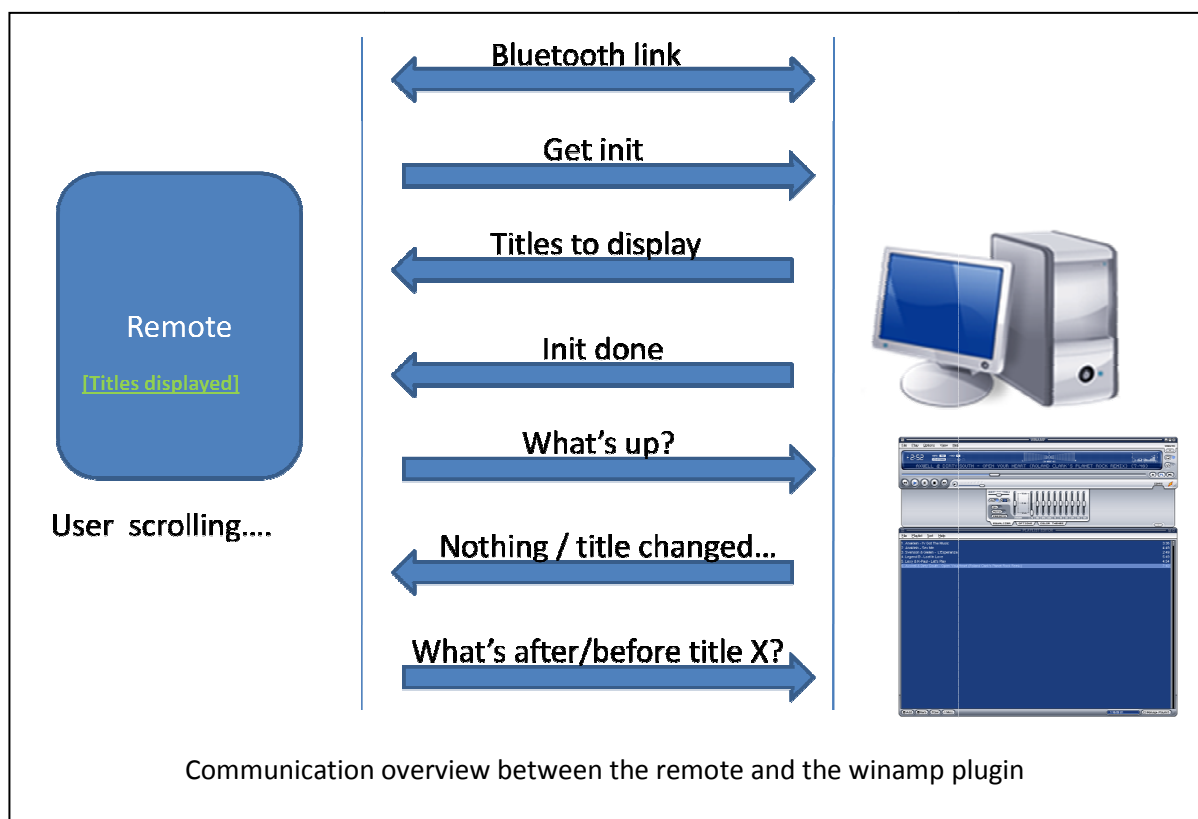 Bluetooth link
Get init
Titles to display
Remote
Init done
[Titles displayed]
What's up?
User scrolling....
Nothing / title changed...
What's after/before title X?
Communication overview between the remote and the winamp plugin